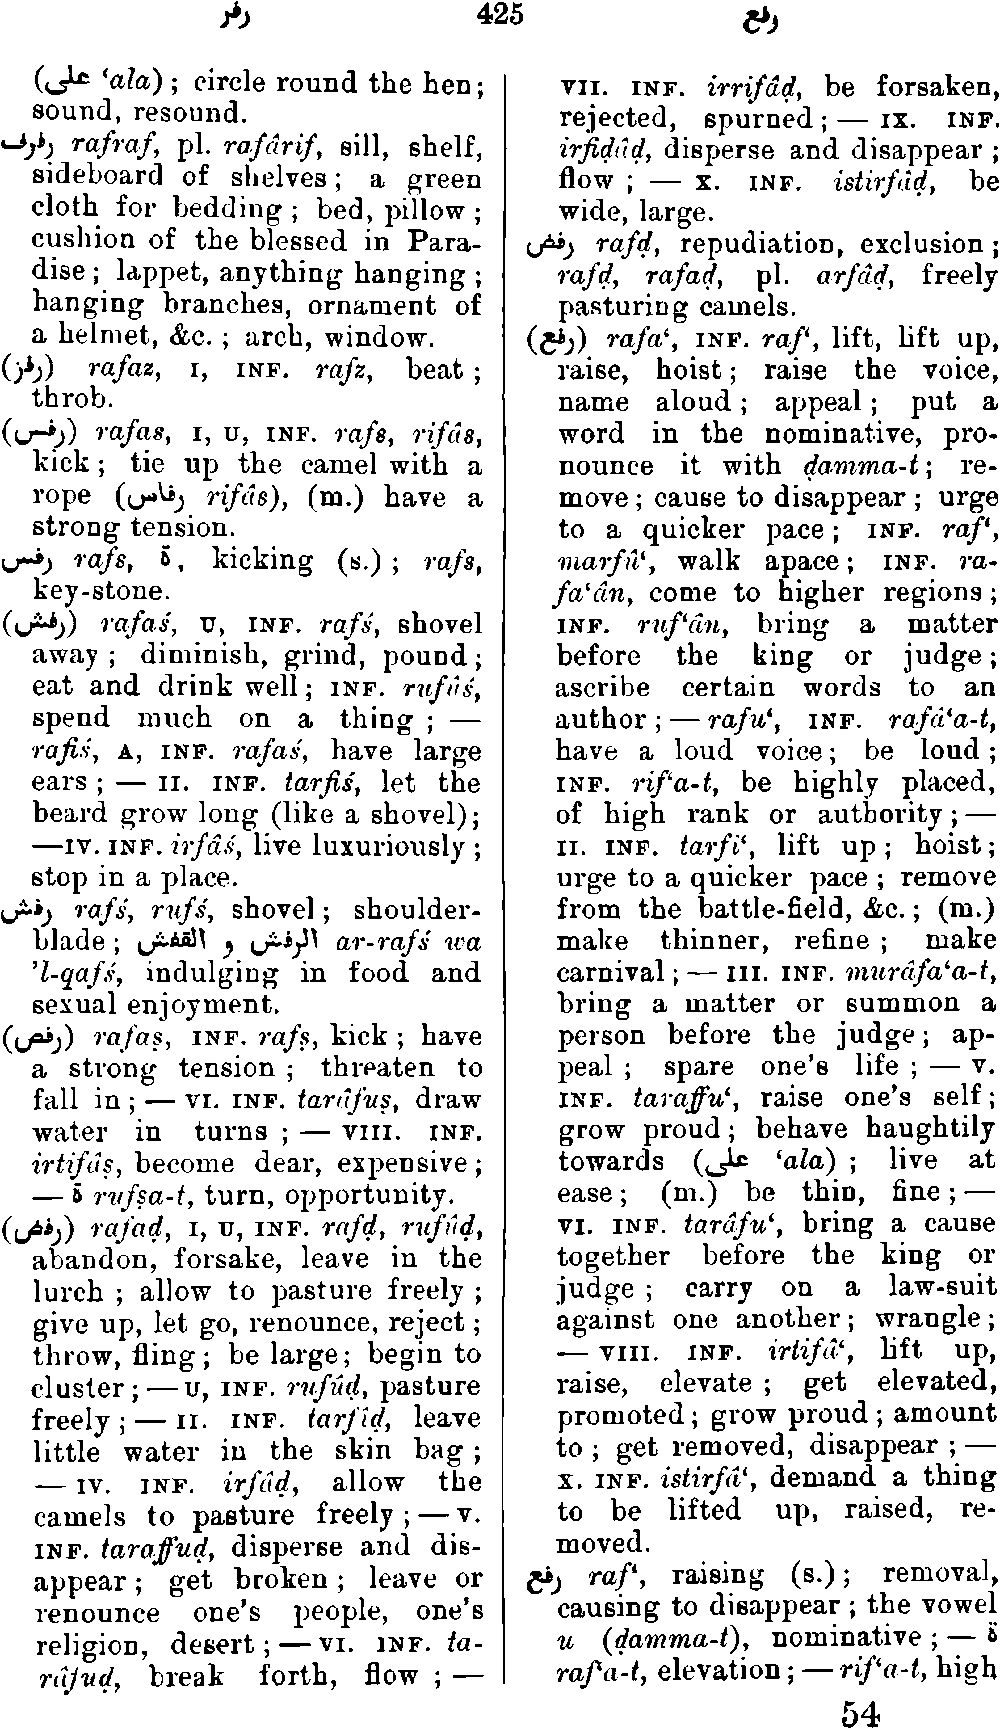 رفر 425 رفع
(على ‘ala) ; circle round the hen;
sound, resound.
رفرف rafraf, pl. rafârif, sill, shelf,
sideboard of shelves; a green
cloth for bedding; bed, pillow;
cushion of the blessed in Para-
dise; lappet, anything hanging;
hanging branches, ornament of
a helmet, &c.; arch, window.
(رفز) rafaz, I, INF. rafz, beat;
throb.
(رفس) rafas, I, U, INF. rafs, rifâs,
kick; tie up the camel with a
rope (رفاس rifâs), (m.) have a
strong tension.
رفس rafs, ة, kicking (s.); rafs,
key-stone.
(رفش) rafaś, U, INF. rafś, shovel
away; diminish, grind, pound;
eat and drink well; INF. rufûś,
spend much on a thing; —
rafiś, A, INF. rafaś, have large
ears; — II. INF. tarfîś, let the
beard grow long (like a shovel);
—IV. INF. irfâś, live luxuriously;
stop in a place.
رفش rafś, rufś, shovel; shoulder-
blade; الرفش و القفش ar-rafś wa
’l-qafś, indulging in food and
sexual enjoyment.
(رفص) rafaṣ, INF. rafṣ, kick; have
a strong tension; threaten to
fall in; — VI. INF. tarâfuṣ, draw
water in turns; — VIII. INF.
irtifâṣ, become dear, expensive;
— ة rufṣa-t, turn, opportunity.
(رفض) rafaḍ, I, U, INF. rafḍ, rufûḍ,
abandon, forsake, leave in the
lurch; allow to pasture freely;
give up, let go, renounce, reject;
throw, fling; be large; begin to
cluster; — U, INF. rufûḍ, pasture
freely; — II. INF. tarfîḍ, leave
little water in the skin bag;
— IV. INF. irfâḍ, allow the
camels to pasture freely; — V.
INF. taraffuḍ, disperse and dis-
appear; get broken; leave or
renounce one's people, one's
religion, desert; — VI. INF. ta-
râfuḍ, break forth, flow; —
VII. INF. irrifâḍ, be forsaken,
rejected, spurned; — IX. INF.
irfiḍâḍ, disperse and disappear;
flow; — X. INF. istirfâḍ, be
wide, large.
رفض rafḍ, repudiation, exclusion;
rafḍ, rafaḍ, pl. arfâḍ, freely
pasturing camels.
(رفع) rafa‘, INF. raf‘, lift, lift up,
raise, hoist; raise the voice,
name aloud; appeal; put a
word in the nominative, pro-
nounce it with ḍamma-t; re-
move; cause to disappear; urge
to a quicker pace; INF. raf‘,
marfû‘, walk apace; INF. ra-
fa‘ân, come to higher regions;
INF. ruf‘ân, bring a matter
before the king or judge;
ascribe certain words to an
author; — rafu‘, INF. rafâ‘a-t,
have a loud voice; be loud;
INF. rif‘a-t, be highly placed,
of high rank or authority; —
II. INF. tarfî‘, lift up; hoist;
urge to a quicker pace; remove
from the battle-field, &c.; (m.)
make thinner, refine; make
carnival; — III. INF. murâfa‘a-t,
bring a matter or summon a
person before the judge; ap-
peal; spare one's life; — V.
INF. taraffu‘, raise one's self;
grow proud; behave haughtily
towards (على ‘ala); live at
ease; (m.) be thin, fine; —
VI. INF. tarâfu‘, bring a cause
together before the king or
judge; carry on a law-suit
against one another; wrangle;
— VIII. INF. irtifâ‘, lift up,
raise, elevate; get elevated,
promoted; grow proud; amount
to; get removed, disappear; —
X. INF. istirfâ‘, demand a thing
to be lifted up, raised, re-
moved.
رفع raf‘, raising (s.); removal,
causing to disappear; the vowel
u (ḍamma-t), nominative; — ة
raf‘a-t, elevation; — rif‘a-t, high
54